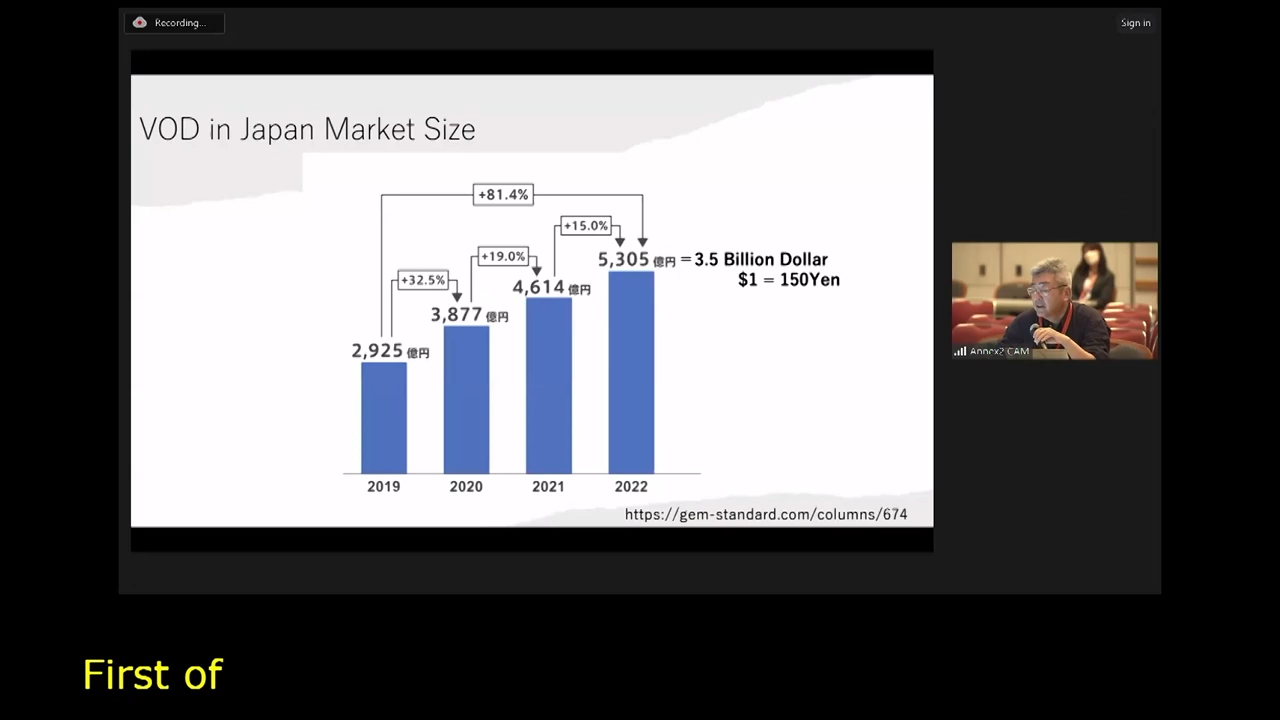 Recording...
Sign in
VOD in Japan Market Size
+81.4%
+15.0%
+19.0%
5,305 億円 = 3.5 Billion Dollar
$1 = 150Yen
+32.5%
4,614 億円
3,877 億円
2,925 億円
2019 2020 2021 2022
https://gem-standard.com/columns/674
Annex2 CAM
First of